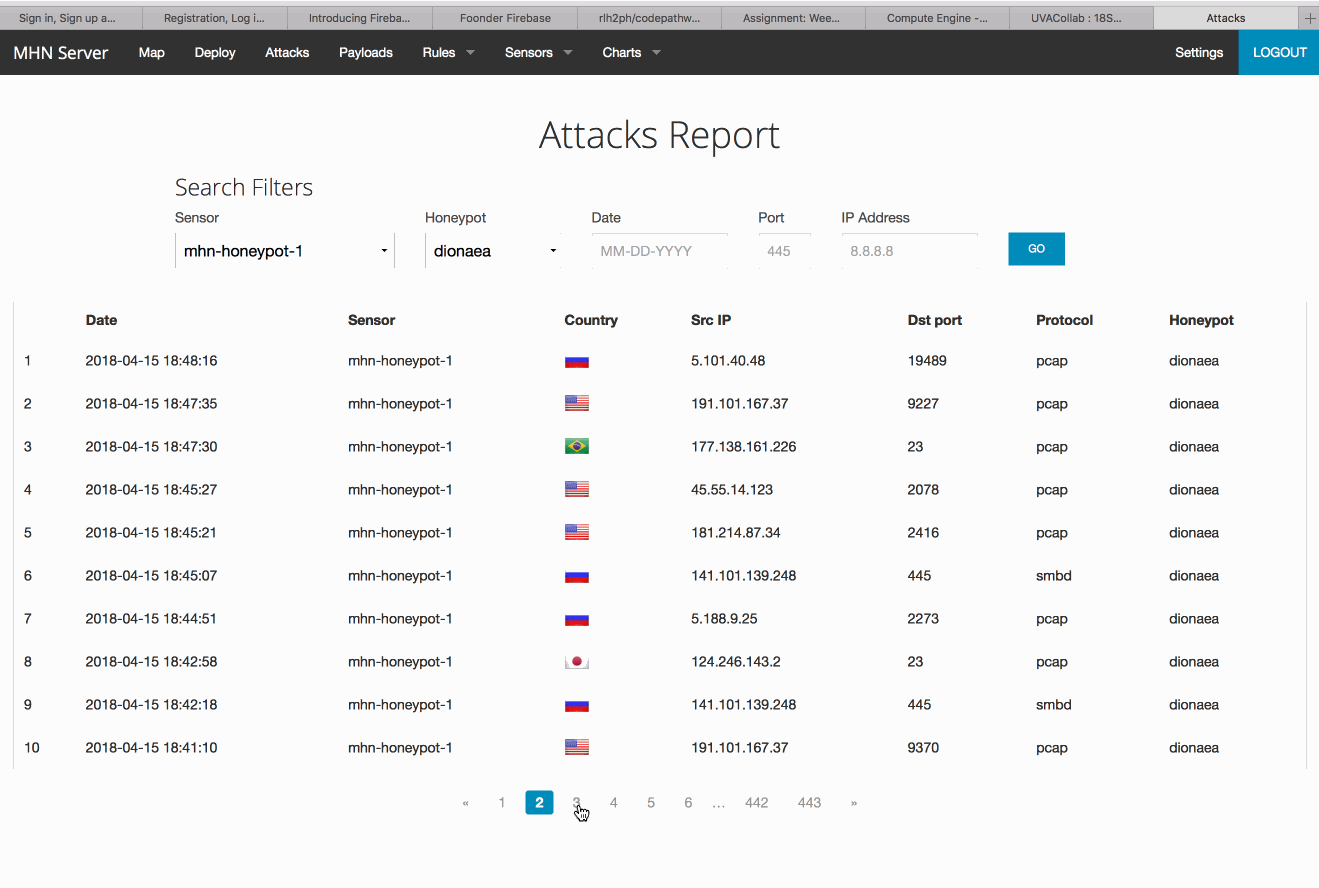 Sign in, Sign up a... Registration, Log i... Introducing Fireba... Foonder Firebase rlh2ph/codepathw... Assignment: Wee... Compute Engine -... UVACollab : 18S... Attacks
MHN Server Map Deploy Attacks Payloads Rules Sensors Charts Settings LOGOUT
Attacks Report
Search Filters
Sensor Honeypot Date Port IP Address
mhn-honeypot-1 dionaea MM-DD-YYYY 445 8.8.8.8 GO
Date Sensor Country Src IP Dst port Protocol Honeypot
1 2018-04-15 18:48:16 mhn-honeypot-1 5.101.40.48 19489 pcap dionaea
2 2018-04-15 18:47:35 mhn-honeypot-1 191.101.167.37 9227 pcap dionaea
3 2018-04-15 18:47:30 mhn-honeypot-1 177.138.161.226 23 pcap dionaea
4 2018-04-15 18:45:27 mhn-honeypot-1 45.55.14.123 2078 pcap dionaea
5 2018-04-15 18:45:21 mhn-honeypot-1 181.214.87.34 2416 pcap dionaea
6 2018-04-15 18:45:07 mhn-honeypot-1 141.101.139.248 445 smbd dionaea
7 2018-04-15 18:44:51 mhn-honeypot-1 5.188.9.25 2273 pcap dionaea
8 2018-04-15 18:42:58 mhn-honeypot-1 124.246.143.2 23 pcap dionaea
9 2018-04-15 18:42:18 mhn-honeypot-1 141.101.139.248 445 smbd dionaea
10 2018-04-15 18:41:10 mhn-honeypot-1 191.101.167.37 9370 pcap dionaea
« 1 2 3 4 5 6 ... 442 443 »